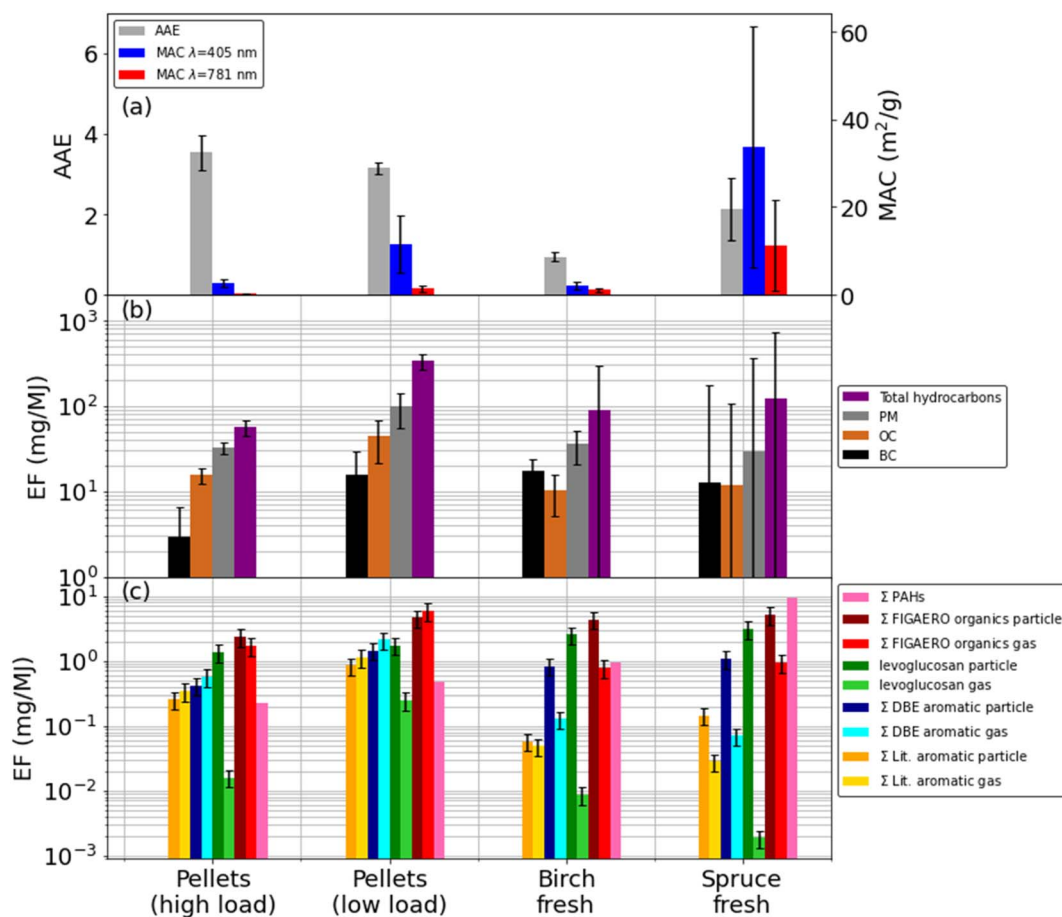 AAE
MAC λ=405 nm
MAC λ=781 nm
(a)
AAE
6
4
2
0
MAC (m²/g)
60
40
20
0
(b)
EF (mg/MJ)
10³
10²
10¹
10⁰
Total hydrocarbons
PM
OC
BC
(c)
EF (mg/MJ)
10¹
10⁰
10⁻¹
10⁻²
10⁻³
Σ PAHs
Σ FIGAERO organics particle
Σ FIGAERO organics gas
levoglucosan particle
levoglucosan gas
Σ DBE aromatic particle
Σ DBE aromatic gas
Σ Lit. aromatic particle
Σ Lit. aromatic gas
Pellets
(high load)
Pellets
(low load)
Birch
fresh
Spruce
fresh